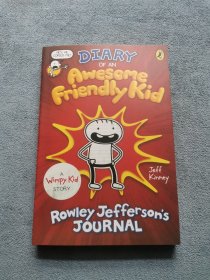 DIARY
OF AN
Awesome
Friendly Kid
Jeff
Kinney
A
Wimpy Kid
STORY
Rowley Jefferson's
JOURNAL